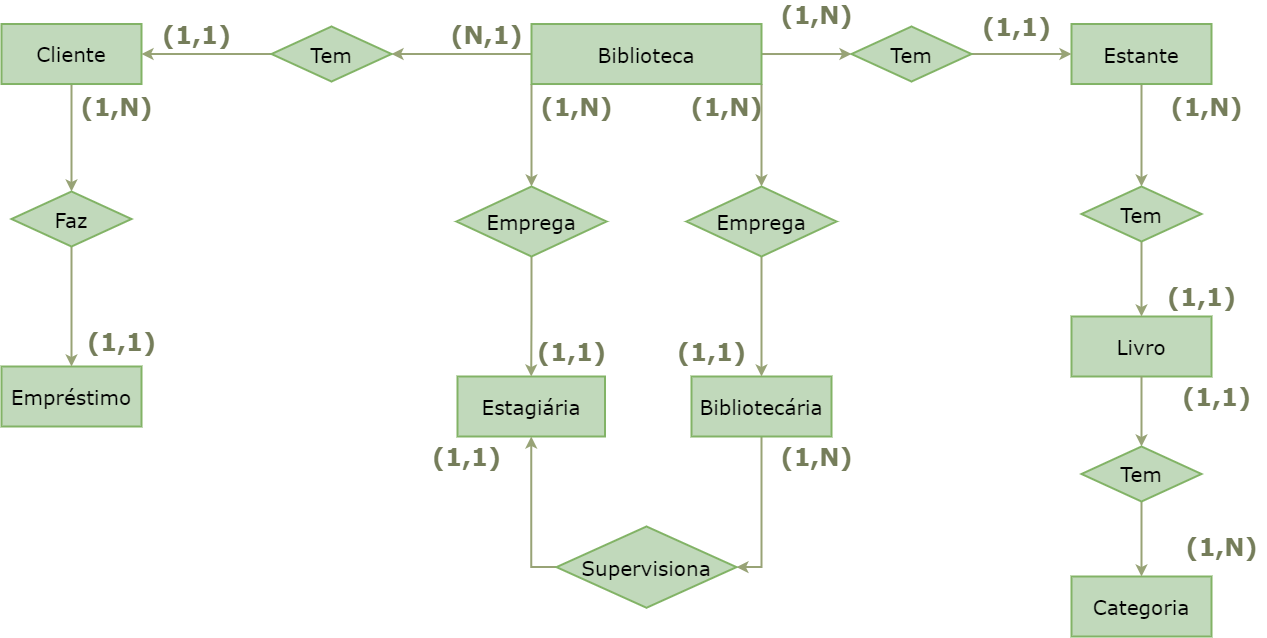 (1,N)
(1,1)
(N,1)
(1,1)
Cliente
Tem
Biblioteca
Tem
Estante
(1,N)
(1,N)
(1,N)
(1,N)
Faz
Emprega
Emprega
Tem
(1,1)
(1,1)
(1,1)
(1,1)
Livro
Empréstimo
Estagiária
Bibliotecária
(1,1)
(1,1)
(1,N)
Tem
(1,N)
Supervisiona
Categoria